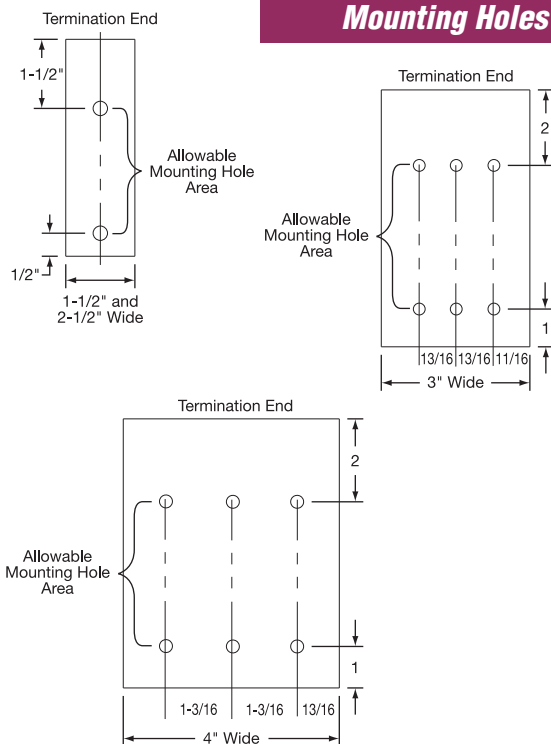 Mounting Holes
Termination End
1-1/2"
Allowable
Mounting Hole
Area
1/2"
1-1/2" and
2-1/2" Wide
Termination End
2
Allowable
Mounting Hole
Area
1
13/16 13/16 11/16
3" Wide
Termination End
2
Allowable
Mounting Hole
Area
1
1-3/16 1-3/16 13/16
4" Wide